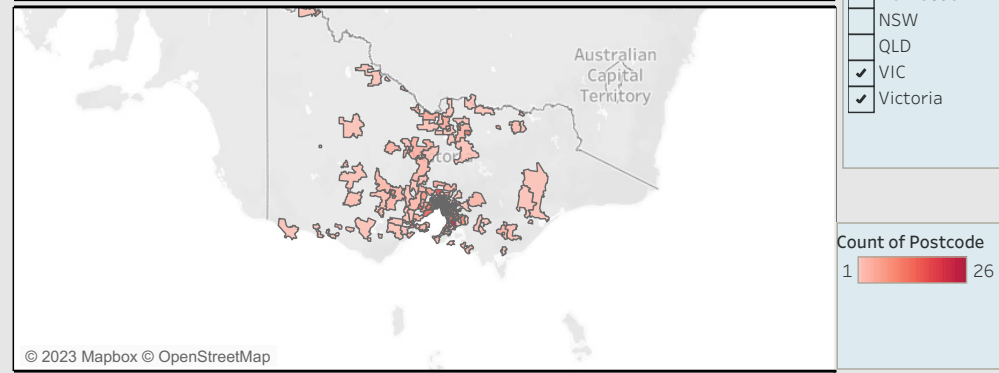 NSW
QLD
VIC
Victoria
Australian
Capital
Territory
Count of Postcode
1 26
© 2023 Mapbox © OpenStreetMap